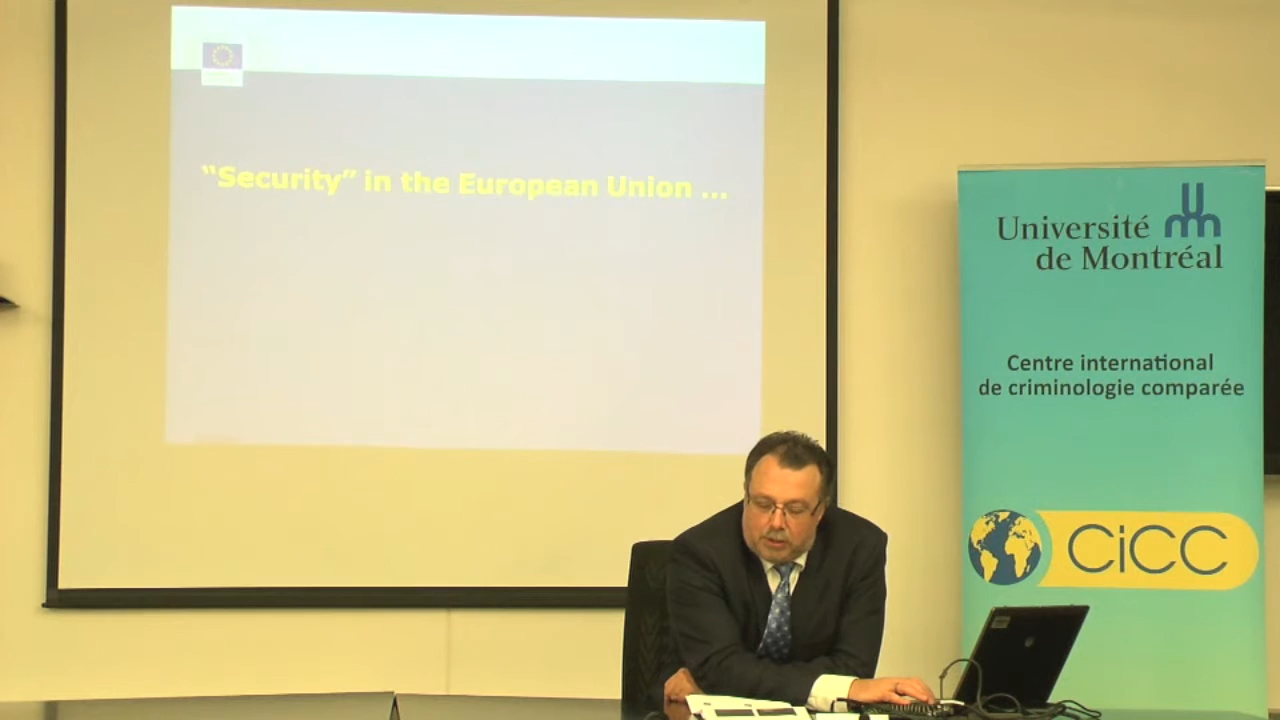 “Security” in the European Union ...
Université
de Montréal
Centre international
de criminologie comparée
CiCC